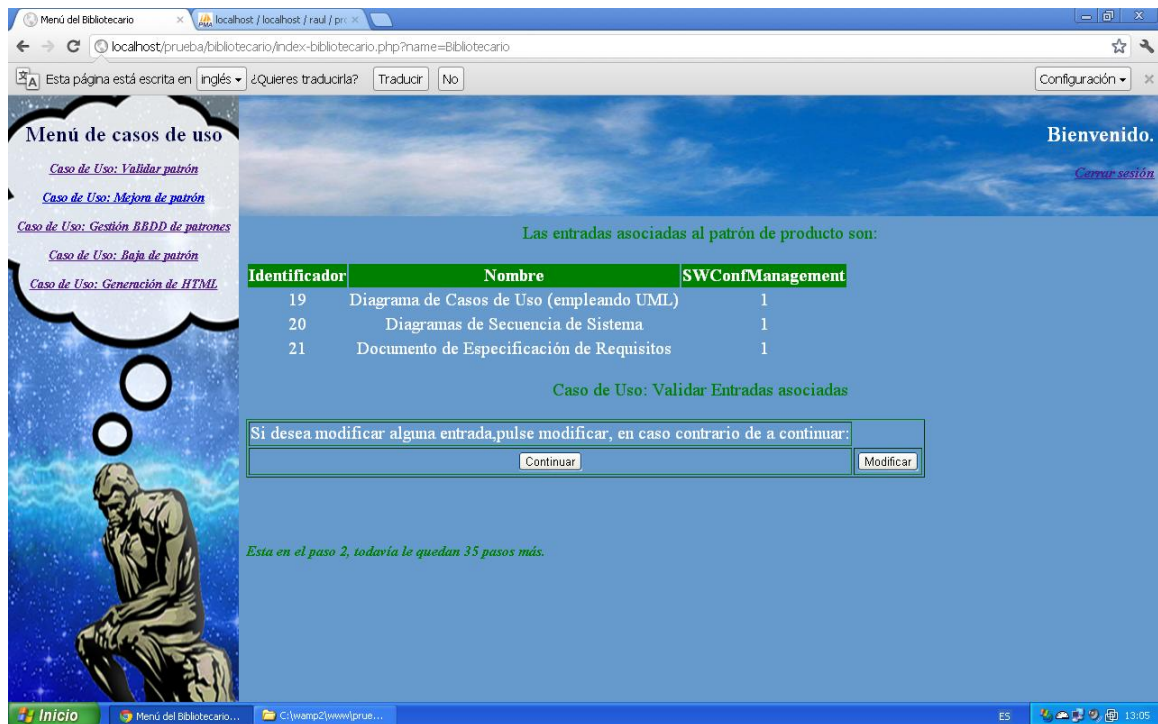 Menú del Bibliotecario
localhost / localhost / raul / pro
localhost/prueba/bibliotecario/index-bibliotecario.php?name=Bibliotecario
Esta página está escrita en inglés ¿Quieres traducirla? Traducir No Configuración
Menú de casos de uso
Caso de Uso: Validar patrón
Caso de Uso: Mejora de patrón
Caso de Uso: Gestión BBDD de patrones
Caso de Uso: Baja de patrón
Caso de Uso: Generación de HTML
Bienvenido.
Cerrar sesión
Las entradas asociadas al patrón de producto son:
Identificador Nombre SWConfManagement
19 Diagrama de Casos de Uso (empleando UML) 1
20 Diagramas de Secuencia de Sistema 1
21 Documento de Especificación de Requisitos 1
Caso de Uso: Validar Entradas asociadas
Si desea modificar alguna entrada,pulse modificar, en caso contrario de a continuar:
Continuar Modificar
Esta en el paso 2, todavía le quedan 35 pasos más.
Inicio Menú del Bibliotecario... C:\wamp2\www\prue... ES 13:05